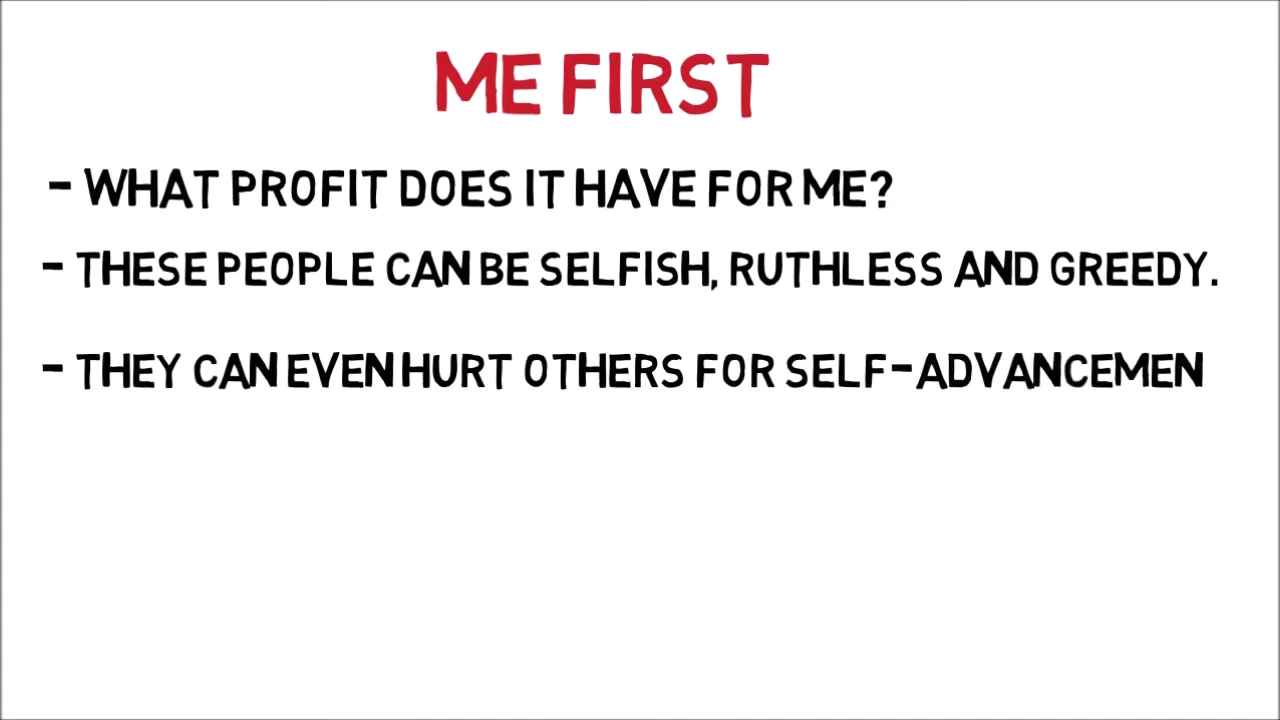 ME FIRST
- WHAT PROFIT DOES IT HAVE FOR ME?
- THESE PEOPLE CAN BE SELFISH, RUTHLESS AND GREEDY.
- THEY CAN EVEN HURT OTHERS FOR SELF-ADVANCEMEN